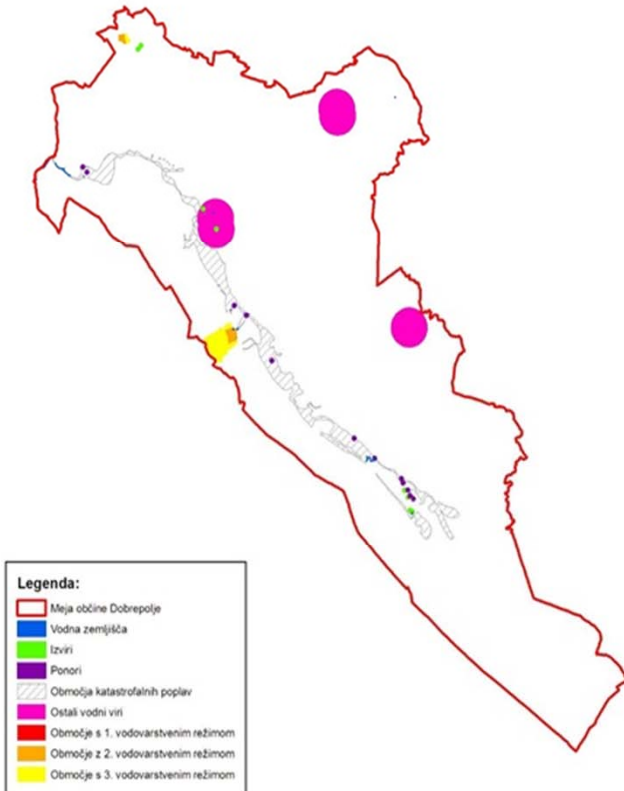 Legenda:
Meja občine Dobrepolje
Vodna zemljišča
Izviri
Ponori
Območja katastrofalnih poplav
Ostali vodni viri
Območje s 1. vodovarstvenim režimom
Območje z 2. vodovarstvenim režimom
Območje s 3. vodovarstvenim režimom